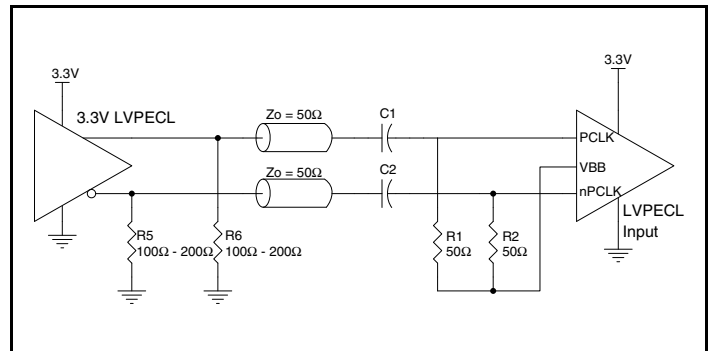 3.3V
3.3V LVPECL
Zo = 50Ω
C1
3.3V
PCLK
Zo = 50Ω
C2
VBB
nPCLK
LVPECL
Input
R5
100Ω - 200Ω
R6
100Ω - 200Ω
R1
50Ω
R2
50Ω